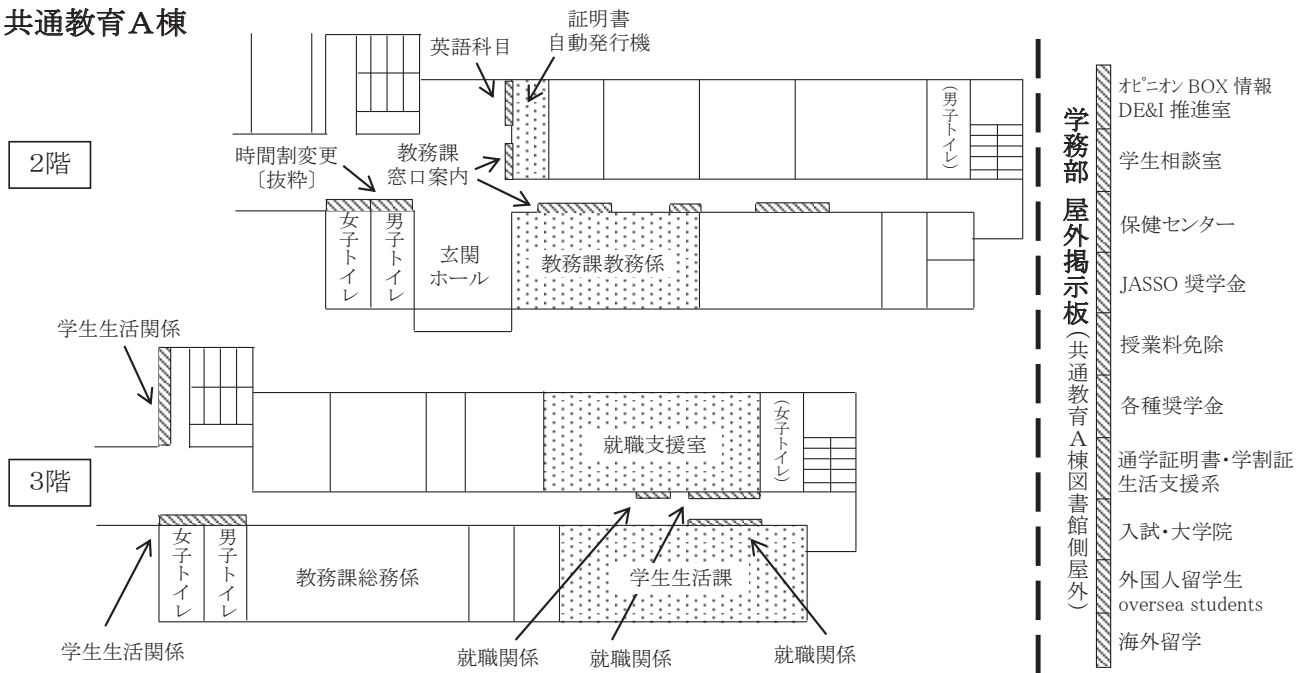 共通教育A棟
証明書
自動発行機
英語科目
2階
時間割変更
〔抜粋〕
教務課
窓口案内
(男子トイレ)
女子トイレ
男子トイレ
玄関
ホール
教務課教務係
学生生活関係
3階
就職支援室
(女子トイレ)
女子トイレ
男子トイレ
教務課総務係
学生生活課
学生生活関係
就職関係
就職関係
就職関係
学務部 屋外掲示板(共通教育A棟図書館側屋外)
オピニオン BOX 情報
DE&I 推進室
学生相談室
保健センター
JASSO 奨学金
授業料免除
各種奨学金
通学証明書・学割証
生活支援系
入試・大学院
外国人留学生
oversea students
海外留学